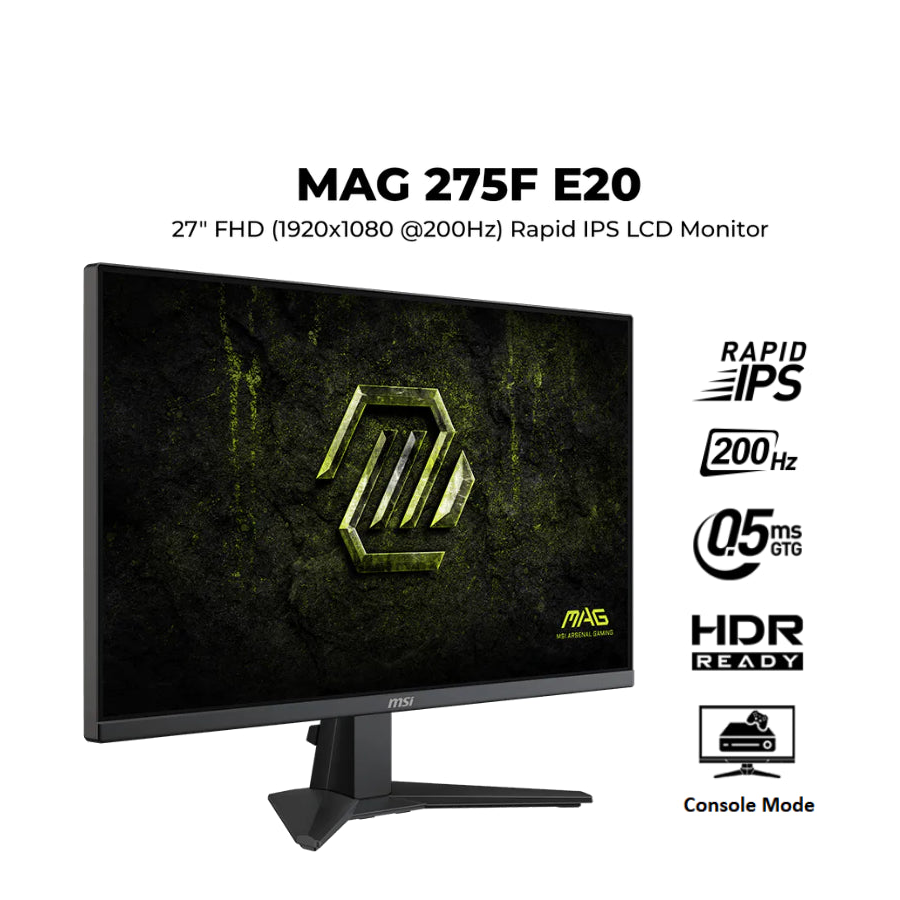 MAG 275F E20
27" FHD (1920x1080 @200Hz) Rapid IPS LCD Monitor
RAPID
IPS
200Hz
0.5ms
GTG
HDR
READY
MAG
MSI ARSENAL GAMING
msi
Console Mode